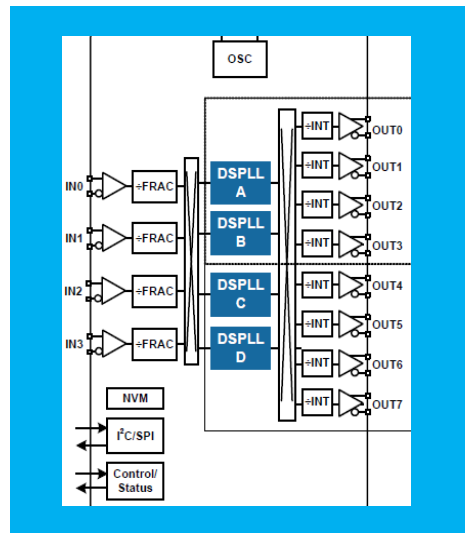 OSC
÷INT
OUT0
÷INT
OUT1
IN0
÷FRAC
DSPLL
A
÷INT
OUT2
IN1
÷FRAC
DSPLL
B
÷INT
OUT3
IN2
÷FRAC
DSPLL
C
÷INT
OUT4
÷INT
OUT5
IN3
÷FRAC
DSPLL
D
÷INT
OUT6
NVM
÷INT
OUT7
I²C/SPI
Control/
Status